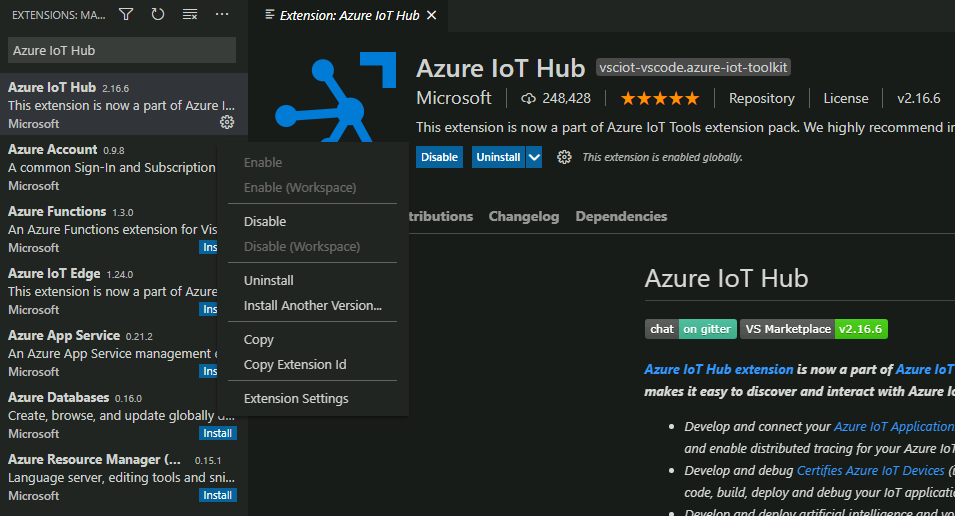 EXTENSIONS: MA...
Azure IoT Hub
Azure IoT Hub 2.16.6
This extension is now a part of Azure I...
Microsoft
Azure Account 0.9.8
A common Sign-In and Subscription
Microsoft
Azure Functions 1.3.0
An Azure Functions extension for Vis
Microsoft
Azure IoT Edge 1.24.0
This extension is now a part of Azure
Microsoft
Azure App Service 0.21.2
An Azure App Service management
Microsoft
Azure Databases 0.16.0
Create, browse, and update globally d...
Microsoft Install
Azure Resource Manager (... 0.15.1
Language server, editing tools and sni...
Microsoft Install
Enable
Enable (Workspace)
Disable
Disable (Workspace)
Uninstall
Install Another Version...
Copy
Copy Extension Id
Extension Settings
Extension: Azure IoT Hub
Azure IoT Hub vsciot-vscode.azure-iot-toolkit
Microsoft 248,428 Repository License v2.16.6
This extension is now a part of Azure IoT Tools extension pack. We highly recommend in
Disable Uninstall This extension is enabled globally.
tributions Changelog Dependencies
Azure IoT Hub
chat on gitter VS Marketplace v2.16.6
Azure IoT Hub extension is now a part of Azure IoT
makes it easy to discover and interact with Azure Io
Develop and connect your Azure IoT Application
and enable distributed tracing for your Azure IoT
Develop and debug Certifies Azure IoT Devices (i
code, build, deploy and debug your IoT applicati
Develop and deploy artificial intelligence and yo